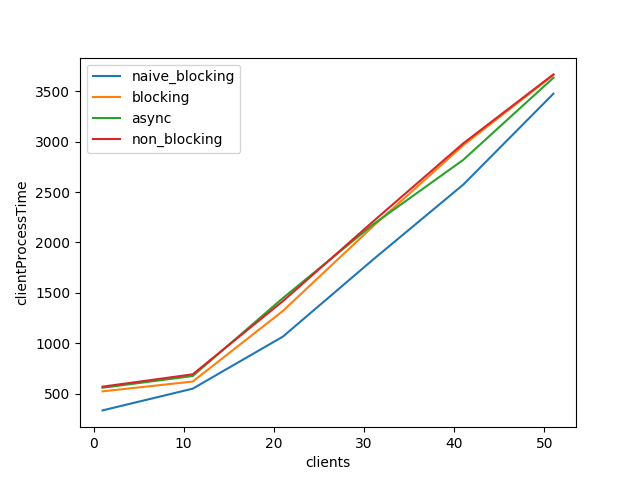 naive_blocking
blocking
async
non_blocking
3500
3000
2500
2000
1500
1000
500
clientProcessTime
0 10 20 30 40 50
clients